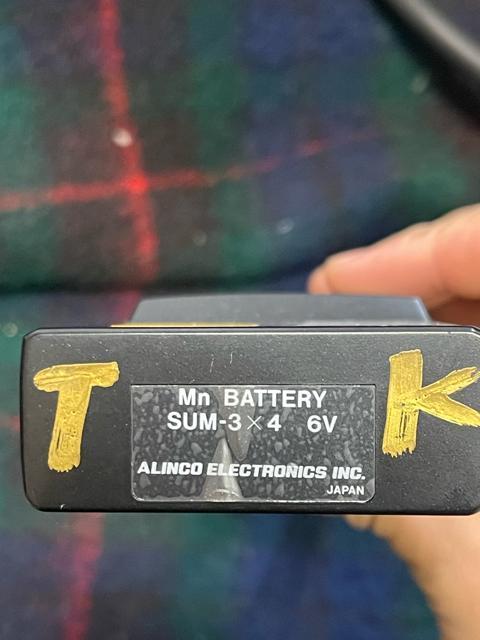 T K
Mn BATTERY
SUM-3×4 6V
ALINCO ELECTRONICS INC.
JAPAN